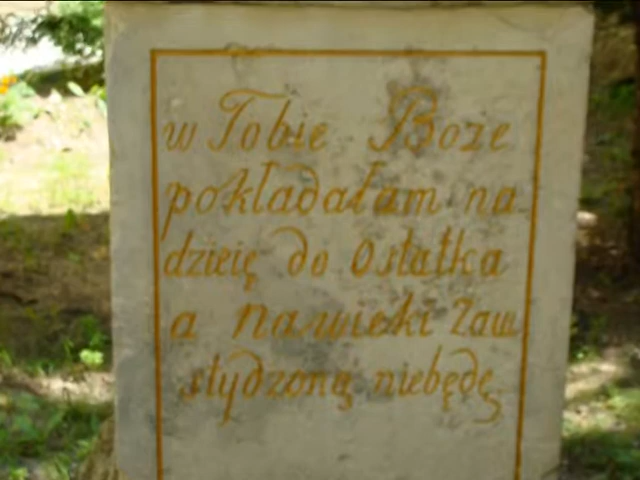 w Tobie Boże
pokładałam na
dzieię do ostatka
a nawieki zaw
stydzoną niebędę